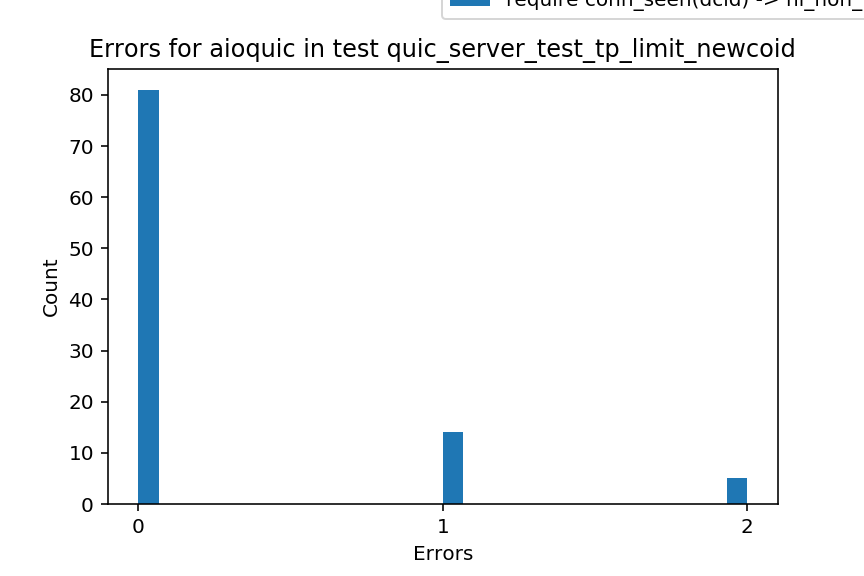 require conn_seen(dcid) -> hi_non_
Errors for aioquic in test quic_server_test_tp_limit_newcoid
80
70
60
50
40
30
20
10
0
Count
0 1 2
Errors